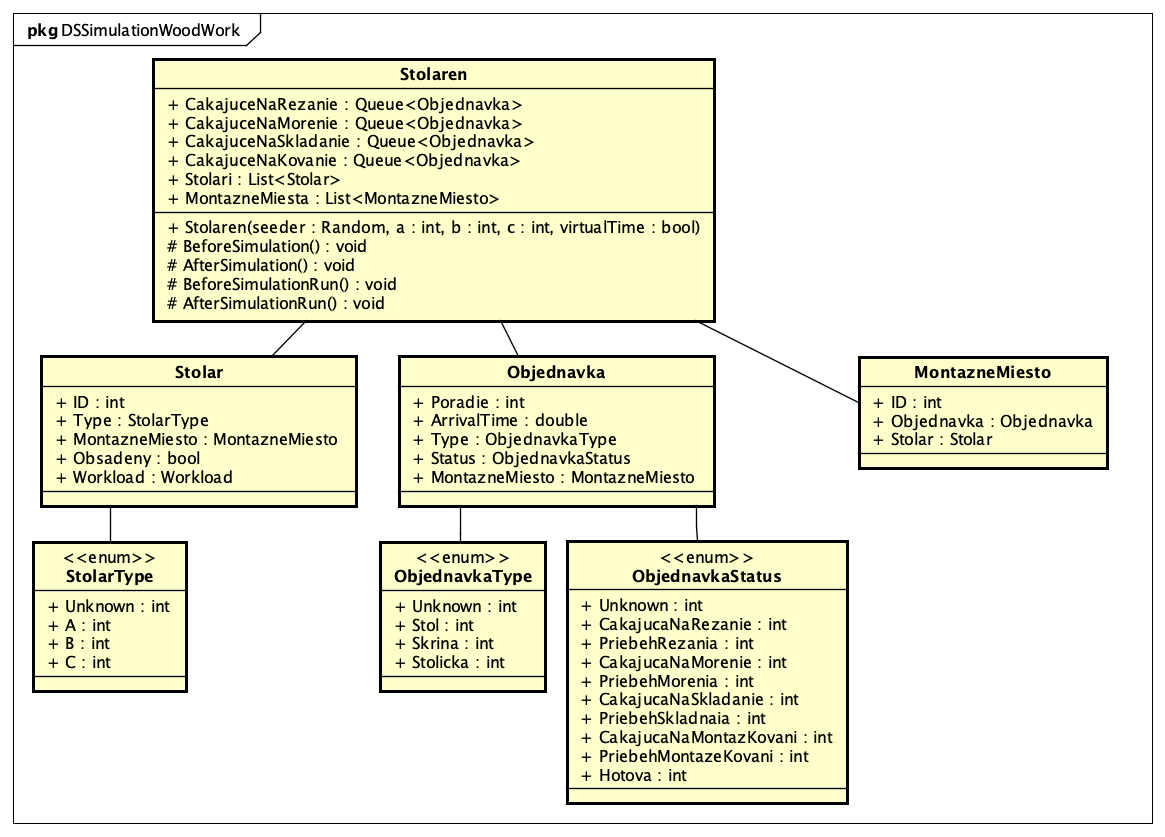 pkg DSSimulationWoodWork
Stolaren
+ CakajuceNaRezanie : Queue<Objednavka>
+ CakajuceNaMorenie : Queue<Objednavka>
+ CakajuceNaSkladanie : Queue<Objednavka>
+ CakajuceNaKovanie : Queue<Objednavka>
+ Stolari : List<Stolar>
+ MontazneMiesta : List<MontazneMiesto>
+ Stolaren(seeder : Random, a : int, b : int, c : int, virtualTime : bool)
# BeforeSimulation() : void
# AfterSimulation() : void
# BeforeSimulationRun() : void
# AfterSimulationRun() : void
Stolar
+ ID : int
+ Type : StolarType
+ MontazneMiesto : MontazneMiesto
+ Obsadeny : bool
+ Workload : Workload
Objednavka
+ Poradie : int
+ ArrivalTime : double
+ Type : ObjednavkaType
+ Status : ObjednavkaStatus
+ MontazneMiesto : MontazneMiesto
MontazneMiesto
+ ID : int
+ Objednavka : Objednavka
+ Stolar : Stolar
<<enum>>
StolarType
+ Unknown : int
+ A : int
+ B : int
+ C : int
<<enum>>
ObjednavkaType
+ Unknown : int
+ Stol : int
+ Skrina : int
+ Stolicka : int
<<enum>>
ObjednavkaStatus
+ Unknown : int
+ CakajucaNaRezanie : int
+ PriebehRezania : int
+ CakajucaNaMorenie : int
+ PriebehMorenia : int
+ CakajucaNaSkladanie : int
+ PriebehSkladnaia : int
+ CakajucaNaMontazKovani : int
+ PriebehMontazeKovani : int
+ Hotova : int